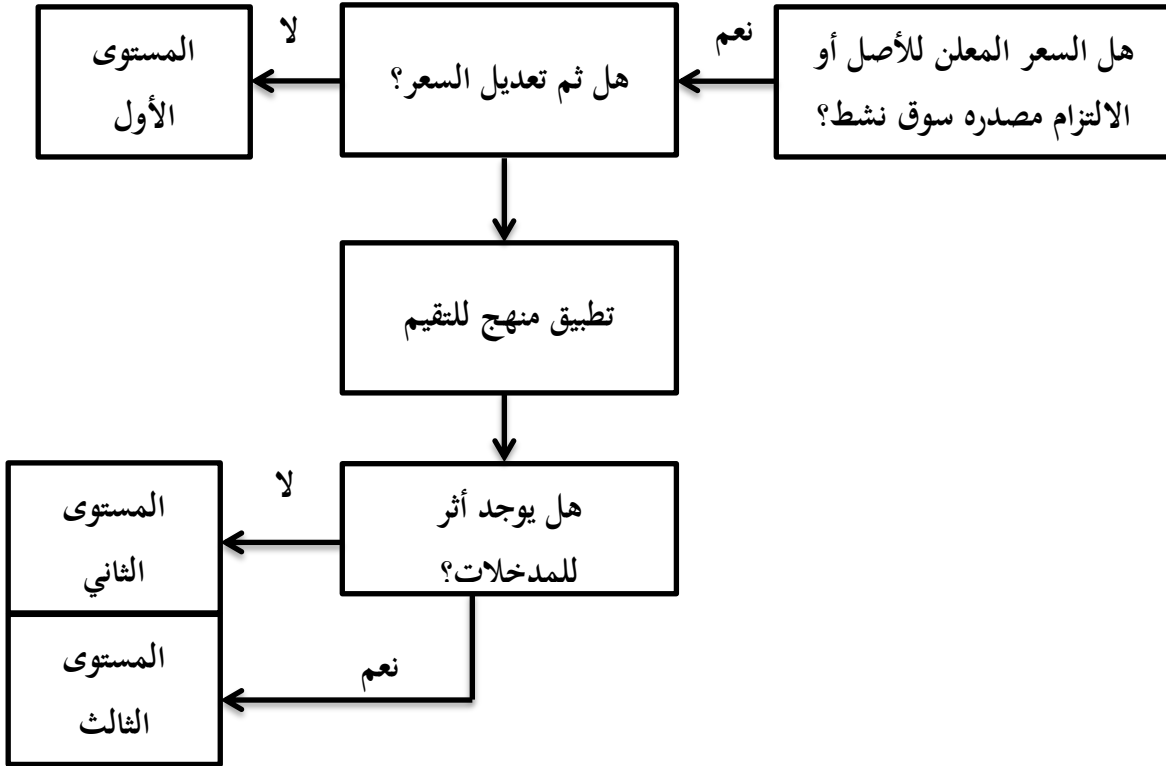 هل السعر المعلن للأصل أو
الالتزام مصدره سوق نشط؟
نعم
هل ثم تعديل السعر؟
لا
المستوى
الأول
تطبيق منهج للتقيم
هل يوجد أثر
للمدخلات؟
لا
المستوى
الثاني
نعم
المستوى
الثالث